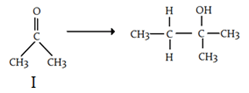 O
H OH
C CH₃—C—C—CH₃
CH₃ CH₃ H CH₃
I